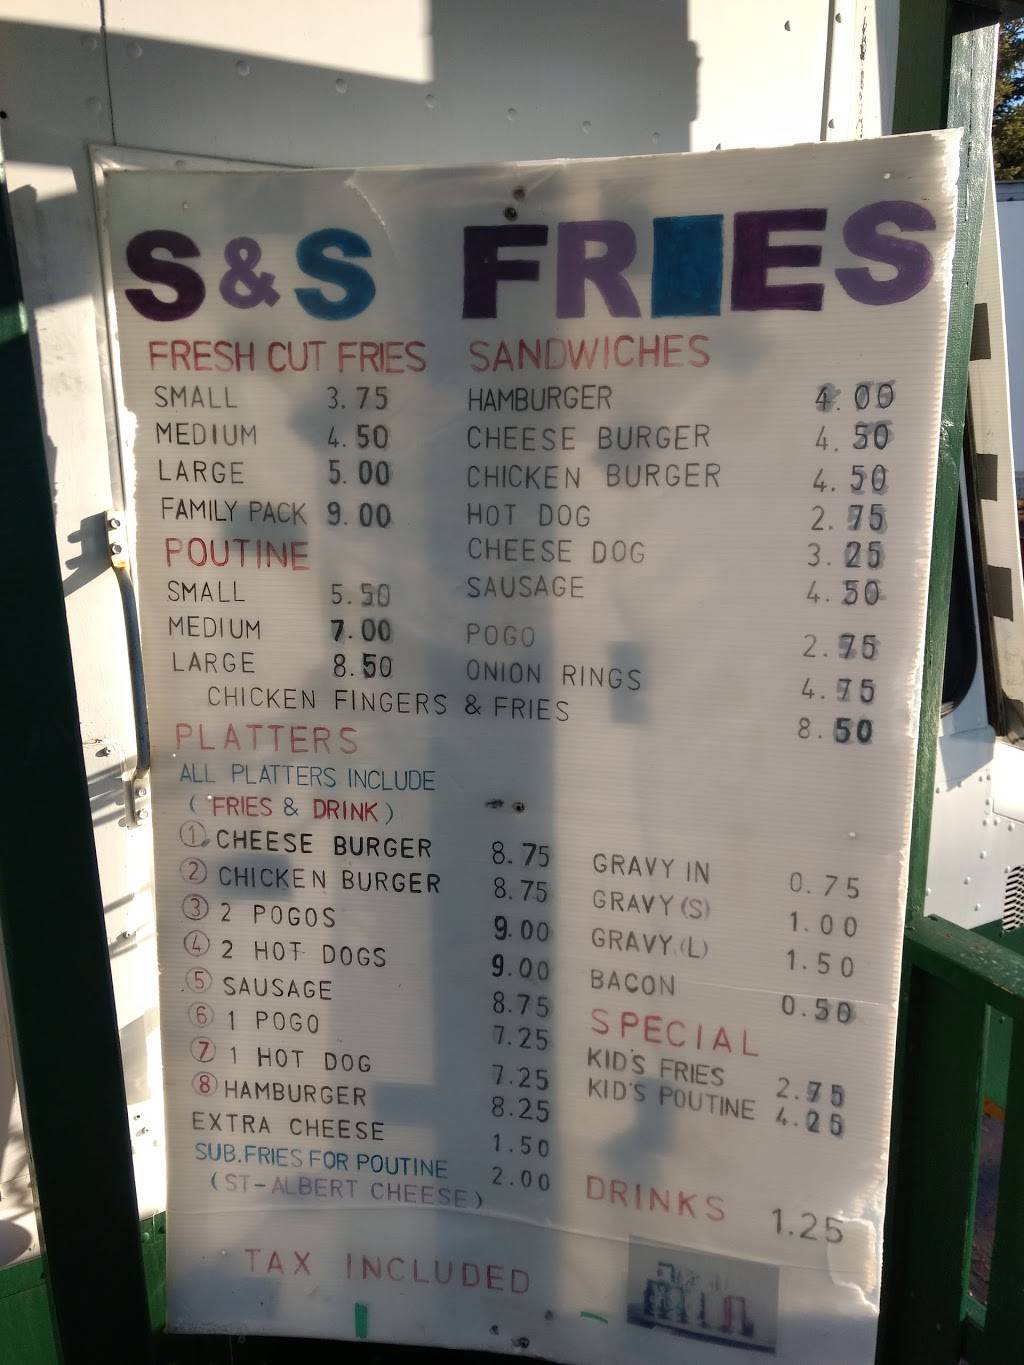 S&S FRIES
FRESH CUT FRIES
SMALL 3.75
MEDIUM 4.50
LARGE 5.00
FAMILY PACK 9.00
POUTINE
SMALL 5.50
MEDIUM 7.00
LARGE 8.50
SANDWICHES
HAMBURGER 4.00
CHEESE BURGER 4.50
CHICKEN BURGER 4.50
HOT DOG 2.75
CHEESE DOG 3.25
SAUSAGE 4.50
POGO 2.75
ONION RINGS 4.75
CHICKEN FINGERS & FRIES 8.50
PLATTERS
ALL PLATTERS INCLUDE
(FRIES & DRINK)
1 CHEESE BURGER 8.75
2 CHICKEN BURGER 8.75
3 2 POGOS 9.00
4 2 HOT DOGS 9.00
5 SAUSAGE 8.75
6 1 POGO 7.25
7 1 HOT DOG 7.25
8 HAMBURGER 8.25
EXTRA CHEESE 1.50
SUB.FRIES FOR POUTINE 2.00
(ST-ALBERT CHEESE)
GRAVY IN 0.75
GRAVY (S) 1.00
GRAVY (L) 1.50
BACON 0.50
SPECIAL
KID'S FRIES 2.75
KID'S POUTINE 4.25
DRINKS 1.25
TAX INCLUDED